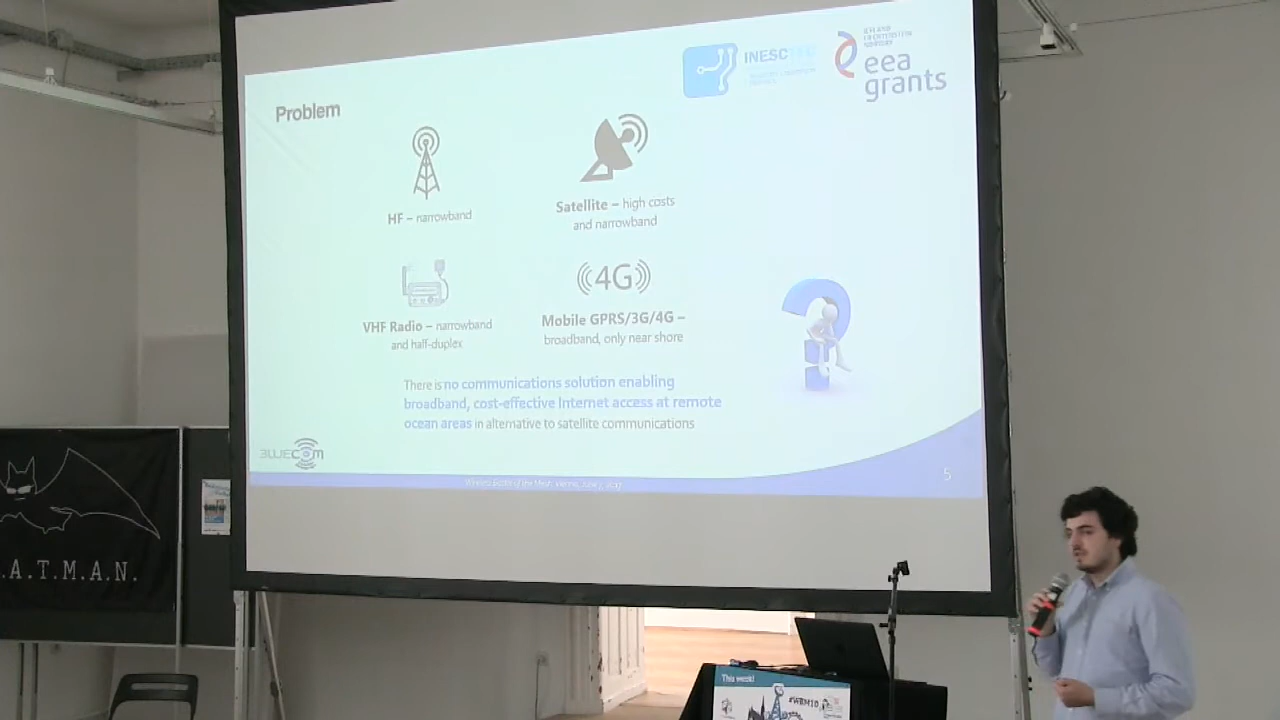 Problem
INESC
eea
grants
HF – narrowband
Satellite – high costs
and narrowband
4G
VHF Radio – narrowband
and half-duplex
Mobile GPRS/3G/4G –
broadband, only near shore
There is no communications solution enabling
broadband, cost-effective Internet access at remote
ocean areas in alternative to satellite communications
BLUECOM
5
.A.T.M.A.N.
This week!